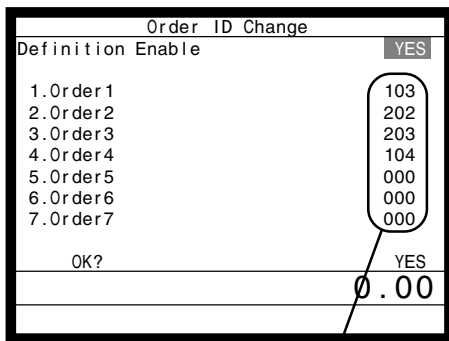 Order ID Change
Definition Enable YES
1.Order1 103
2.Order2 202
3.Order3 203
4.Order4 104
5.Order5 000
6.Order6 000
7.Order7 000
OK? YES
0.00